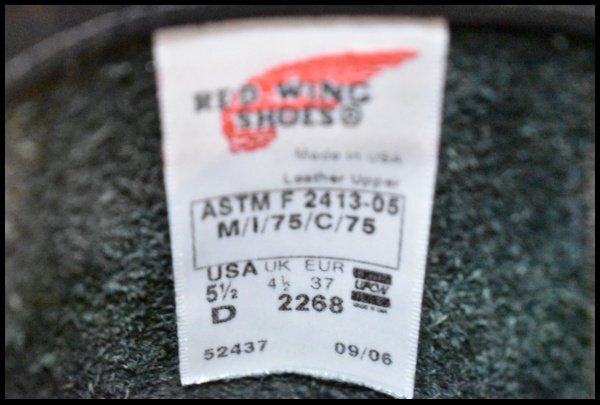 RED WING
SHOES®
Made in USA
Leather Upper
ASTM F 2413-05
M/I/75/C/75
USA UK EUR
5½ 4½ 37
D 2268
52437 09/06